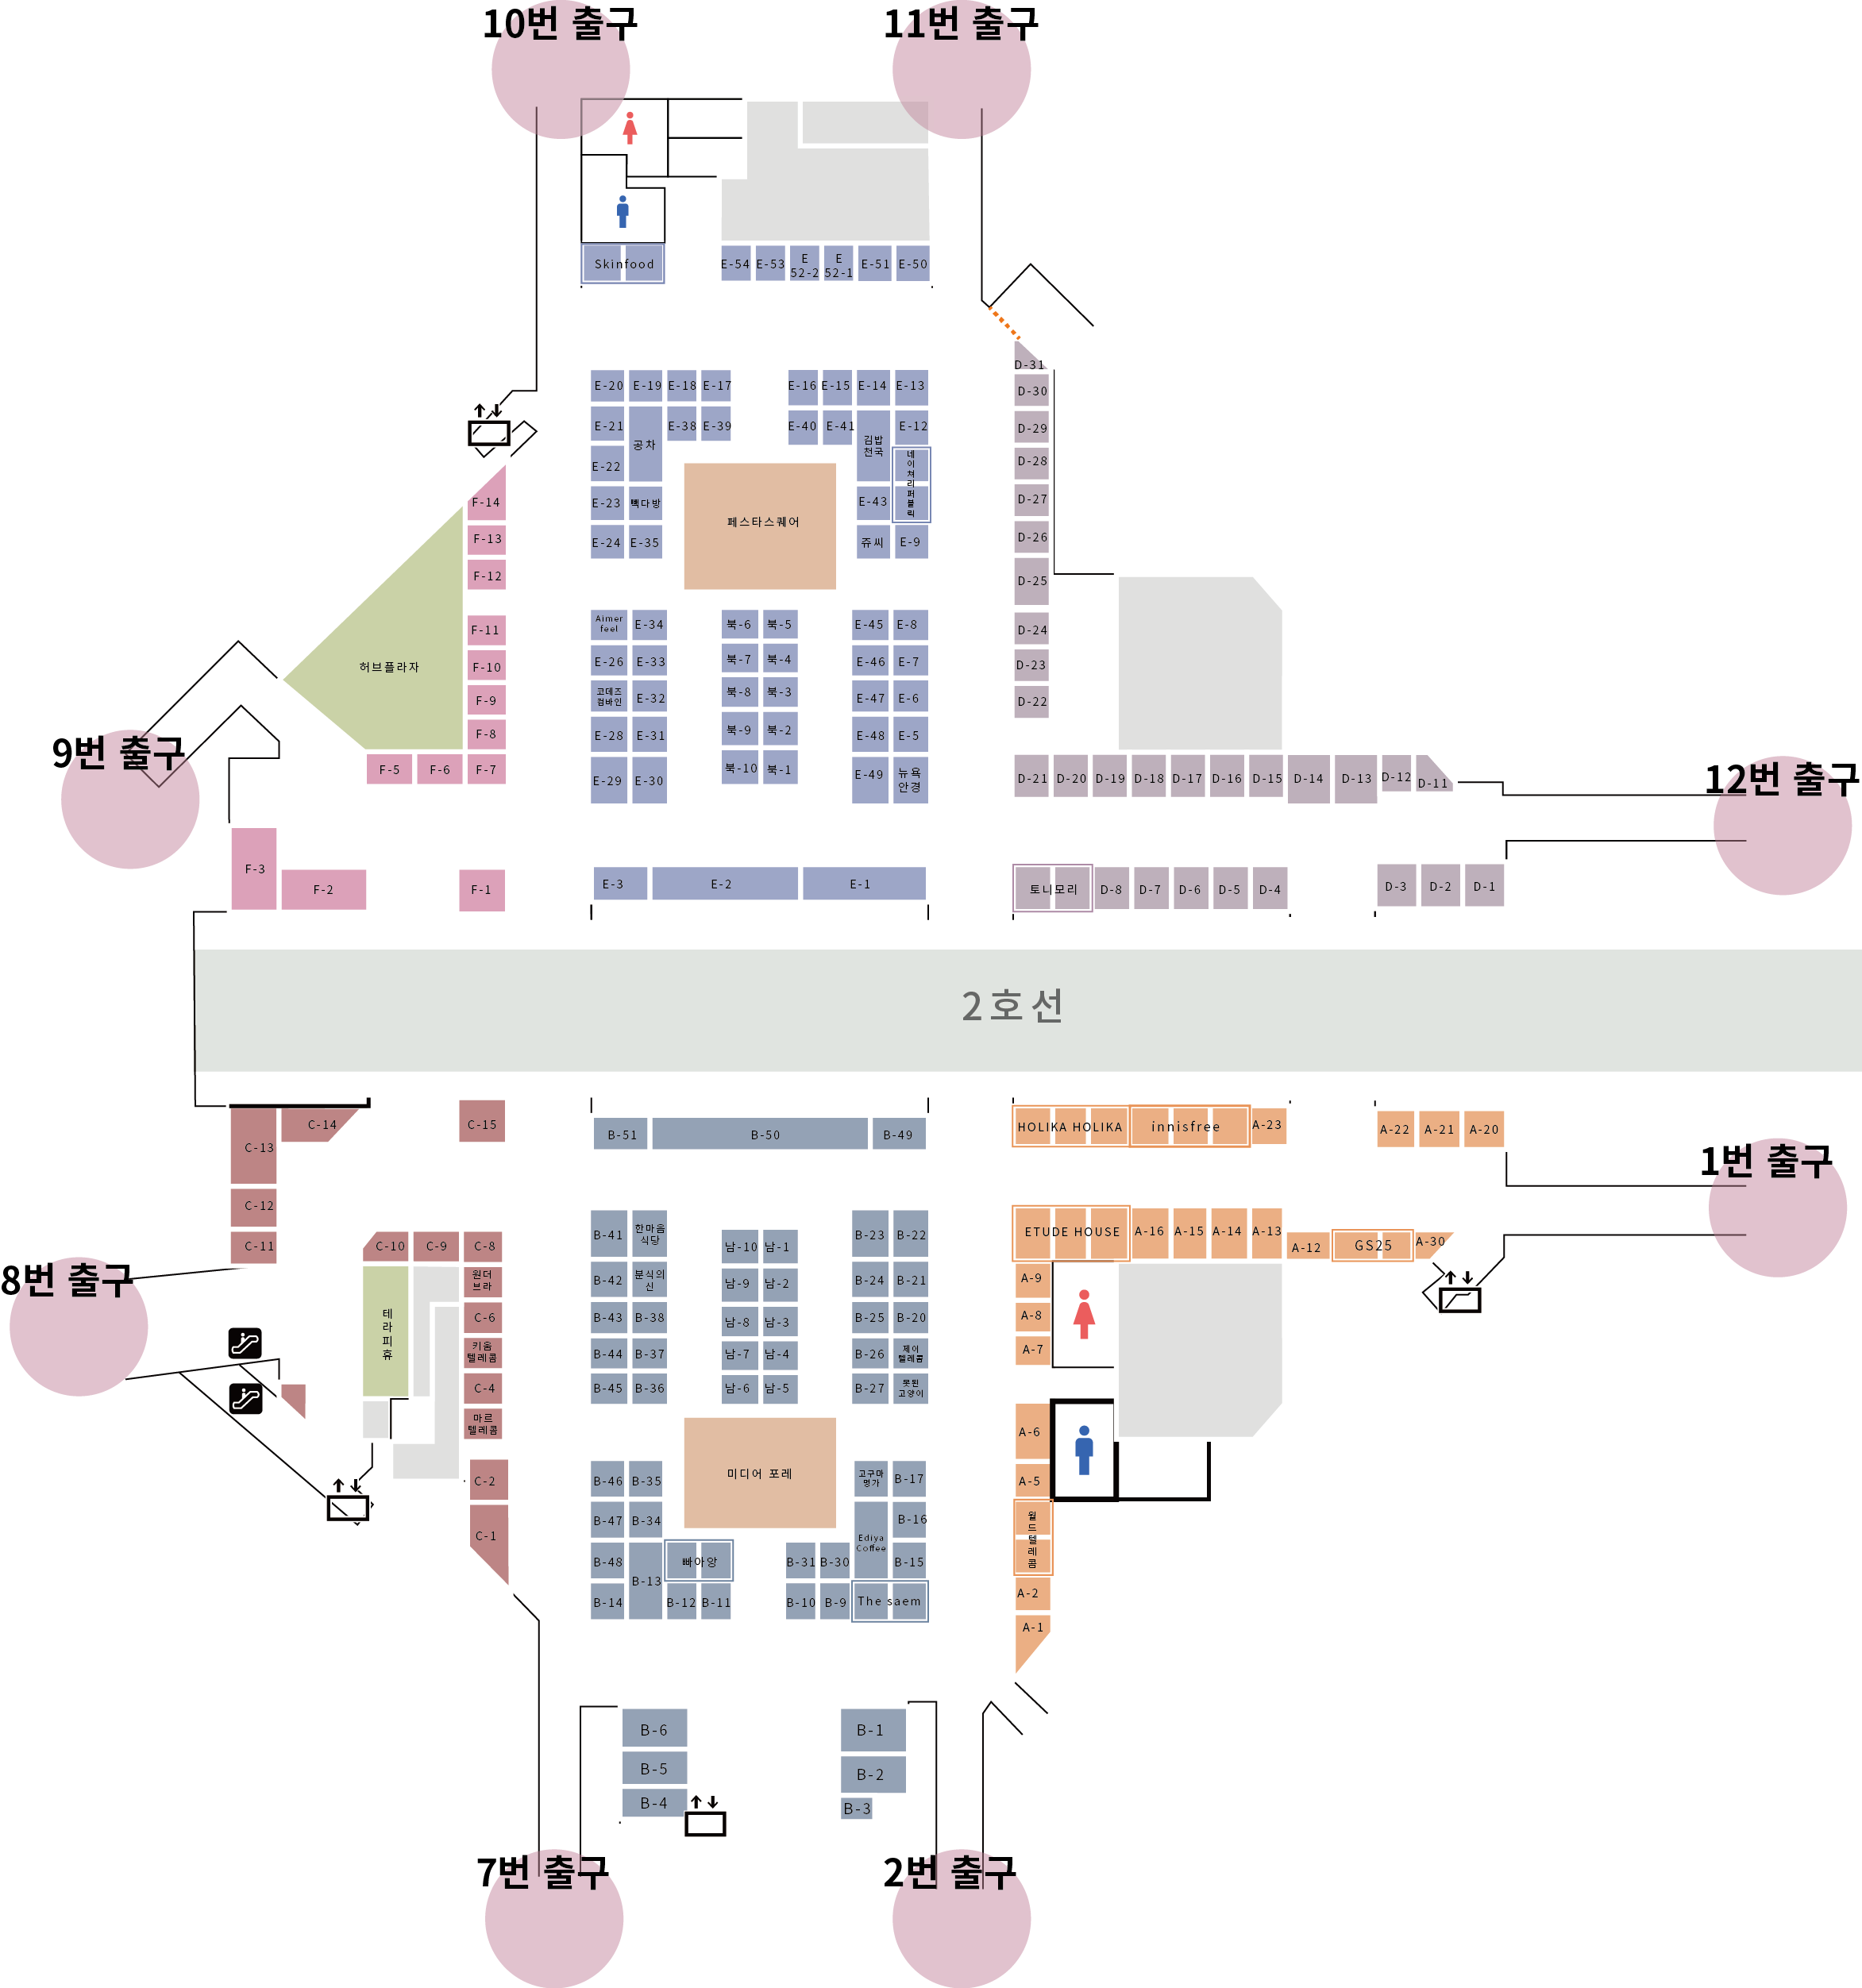 10번 출구
11번 출구
Skinfood
E-54
E-53
E
52-2
E
52-1
E-51
E-50
D-31
D-30
D-29
D-28
D-27
D-26
D-25
D-24
D-23
D-22
E-20
E-19
E-18
E-17
E-16
E-15
E-14
E-13
E-21
공차
E-38
E-39
E-40
E-41
김밥
천국
E-12
E-22
네이쳐리퍼블릭
E-23
빽다방
E-43
E-24
E-35
쥬씨
E-9
페스타스퀘어
F-14
F-13
F-12
F-11
F-10
F-9
F-8
F-5
F-6
F-7
허브플라자
Aimer
feel
E-34
북-6
북-5
E-45
E-8
E-26
E-33
북-7
북-4
E-46
E-7
코데즈
컴바인
E-32
북-8
북-3
E-47
E-6
E-28
E-31
북-9
북-2
E-48
E-5
E-29
E-30
북-10
북-1
E-49
뉴욕
안경
9번 출구
D-21
D-20
D-19
D-18
D-17
D-16
D-15
D-14
D-13
D-12
D-11
12번 출구
F-3
F-2
F-1
E-3
E-2
E-1
토니모리
D-8
D-7
D-6
D-5
D-4
D-3
D-2
D-1
2호선
C-13
C-14
C-15
B-51
B-50
B-49
HOLIKA HOLIKA
innisfree
A-23
A-22
A-21
A-20
1번 출구
C-12
C-11
C-10
C-9
C-8
원더
브라
C-6
키움
텔레콤
C-4
마르
텔레콤
C-2
C-1
테라피휴
8번 출구
B-41
한마음
식당
남-10
남-1
B-23
B-22
B-42
분식의
신
남-9
남-2
B-24
B-21
B-43
B-38
남-8
남-3
B-25
B-20
B-44
B-37
남-7
남-4
B-26
제이
텔레콤
B-45
B-36
남-6
남-5
B-27
못된
고양이
ETUDE HOUSE
A-16
A-15
A-14
A-13
A-12
GS25
A-30
A-9
A-8
A-7
A-6
A-5
월드텔레콤
A-2
A-1
미디어 포레
B-46
B-35
고구마
명가
B-17
B-47
B-34
Ediya
Coffee
B-16
B-48
B-13
빠아앙
B-31
B-30
B-15
B-14
B-12
B-11
B-10
B-9
The saem
B-6
B-5
B-4
B-1
B-2
B-3
7번 출구
2번 출구